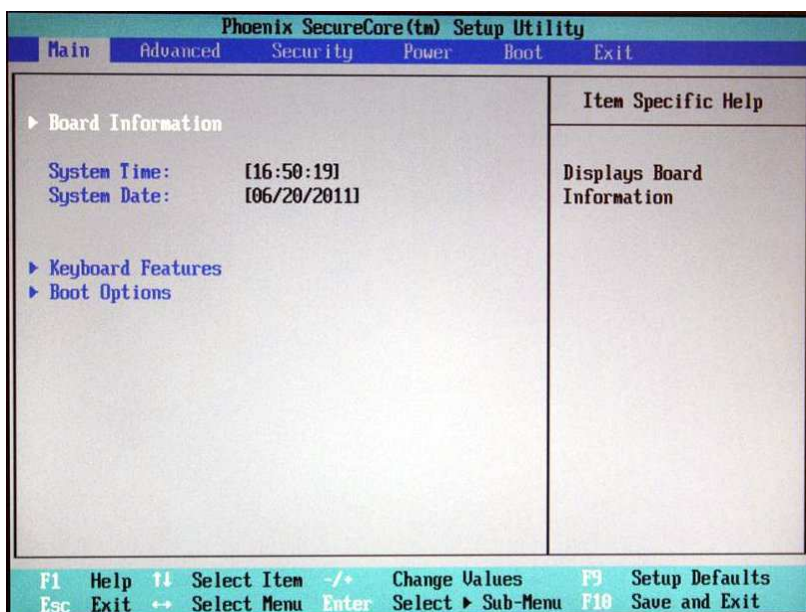 Phoenix SecureCore(tm) Setup Utility
Main Advanced Security Power Boot Exit
Item Specific Help
▶ Board Information
System Time: [16:50:19]
Displays Board
System Date: [06/20/2011]
Information
▶ Keyboard Features
▶ Boot Options
F1 Help ↑↓ Select Item -/+ Change Values F9 Setup Defaults
Esc Exit ↔ Select Menu Enter Select ▶ Sub-Menu F10 Save and Exit